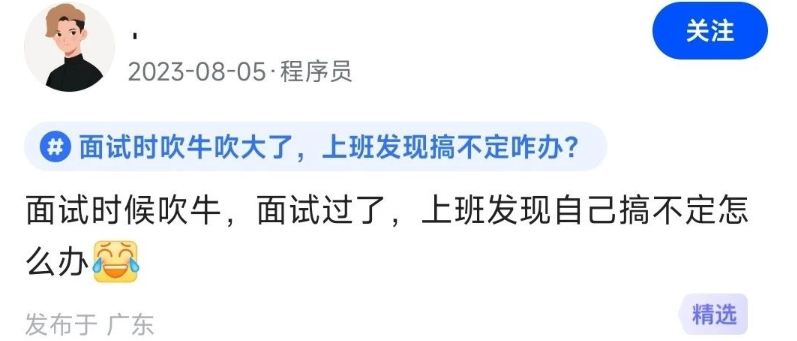 关注
2023-08-05·程序员
# 面试时吹牛吹大了，上班发现搞不定咋办?
面试时候吹牛，面试过了，上班发现自己搞不定怎
么办😂
发布于 广东
精选